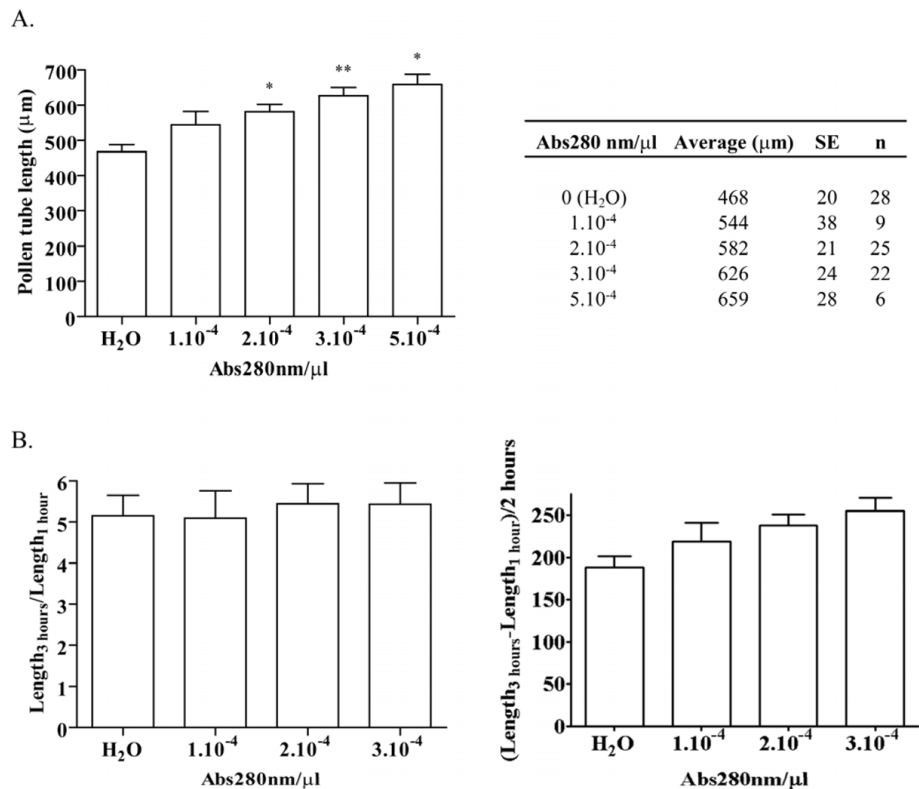 A.
Pollen tube length (µm)
700
600
500
400
300
200
100
0
*
**
*
H₂O 1.10⁻⁴ 2.10⁻⁴ 3.10⁻⁴ 5.10⁻⁴
Abs280nm/µl
Abs280 nm/µl Average (µm) SE n
0 (H₂O) 468 20 28
1.10⁻⁴ 544 38 9
2.10⁻⁴ 582 21 25
3.10⁻⁴ 626 24 22
5.10⁻⁴ 659 28 6
B.
Length₃ ₕₒᵤᵣₛ/Length₁ ₕₒᵤᵣ
6
5
4
3
2
1
0
H₂O 1.10⁻⁴ 2.10⁻⁴ 3.10⁻⁴
Abs280nm/µl
(Length₃ ₕₒᵤᵣₛ-Length₁ ₕₒᵤᵣ)/2 hours
250
200
150
100
50
0
H₂O 1.10⁻⁴ 2.10⁻⁴ 3.10⁻⁴
Abs280nm/µl